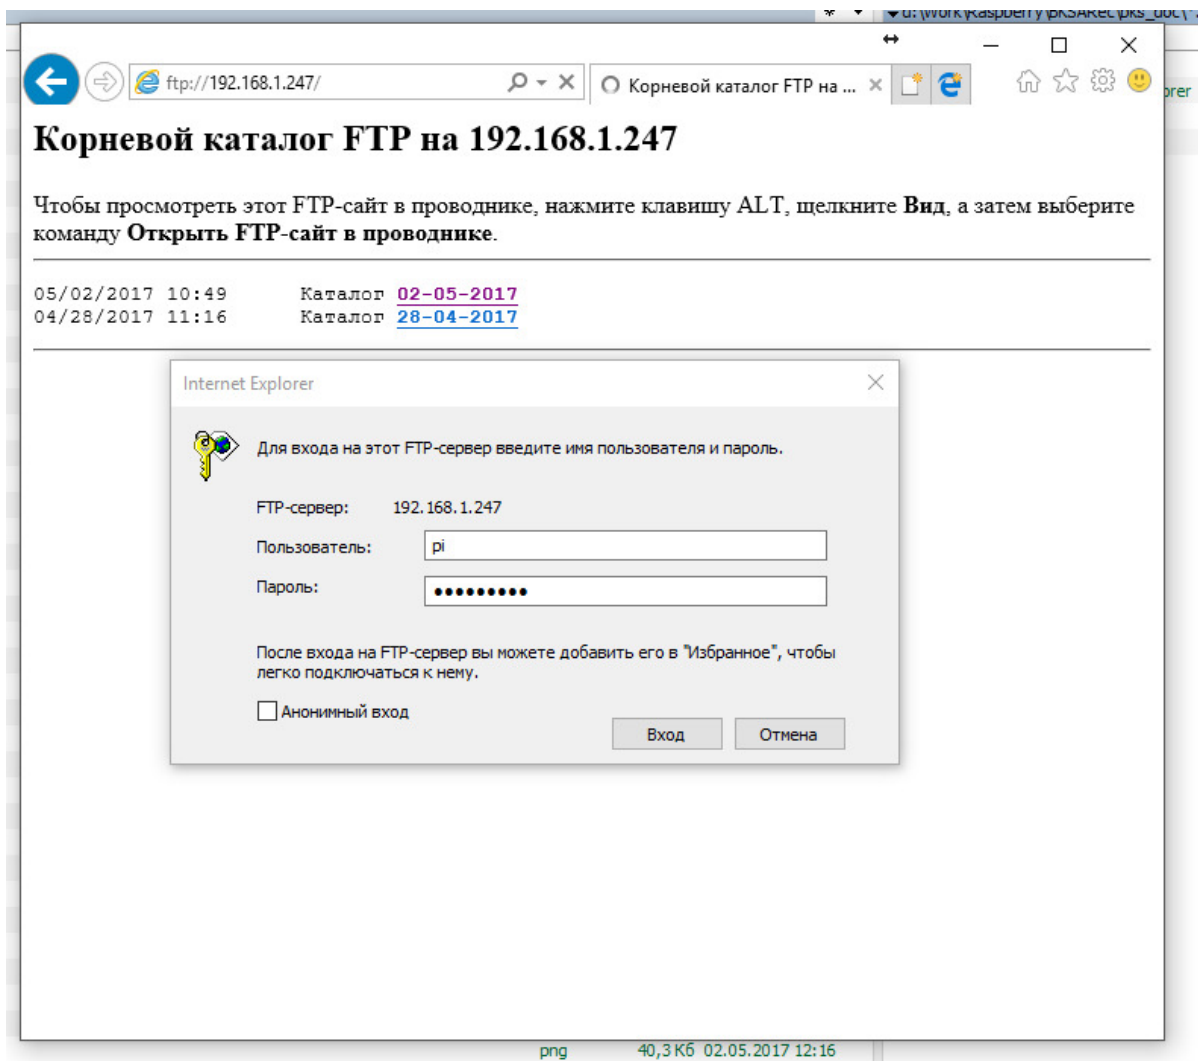 d:\Work\Raspberry\PKSARec\pks_doc\*.
ftp://192.168.1.247/
Корневой каталог FTP на ...
orer
Корневой каталог FTP на 192.168.1.247
Чтобы просмотреть этот FTP-сайт в проводнике, нажмите клавишу ALT, щелкните Вид, а затем выберите
команду Открыть FTP-сайт в проводнике.
05/02/2017 10:49 Каталог 02-05-2017
04/28/2017 11:16 Каталог 28-04-2017
Internet Explorer
Для входа на этот FTP-сервер введите имя пользователя и пароль.
FTP-сервер: 192.168.1.247
Пользователь: pi
Пароль: •••••••••
После входа на FTP-сервер вы можете добавить его в "Избранное", чтобы
легко подключаться к нему.
Анонимный вход
Вход Отмена
png 40,3 Кб 02.05.2017 12:16